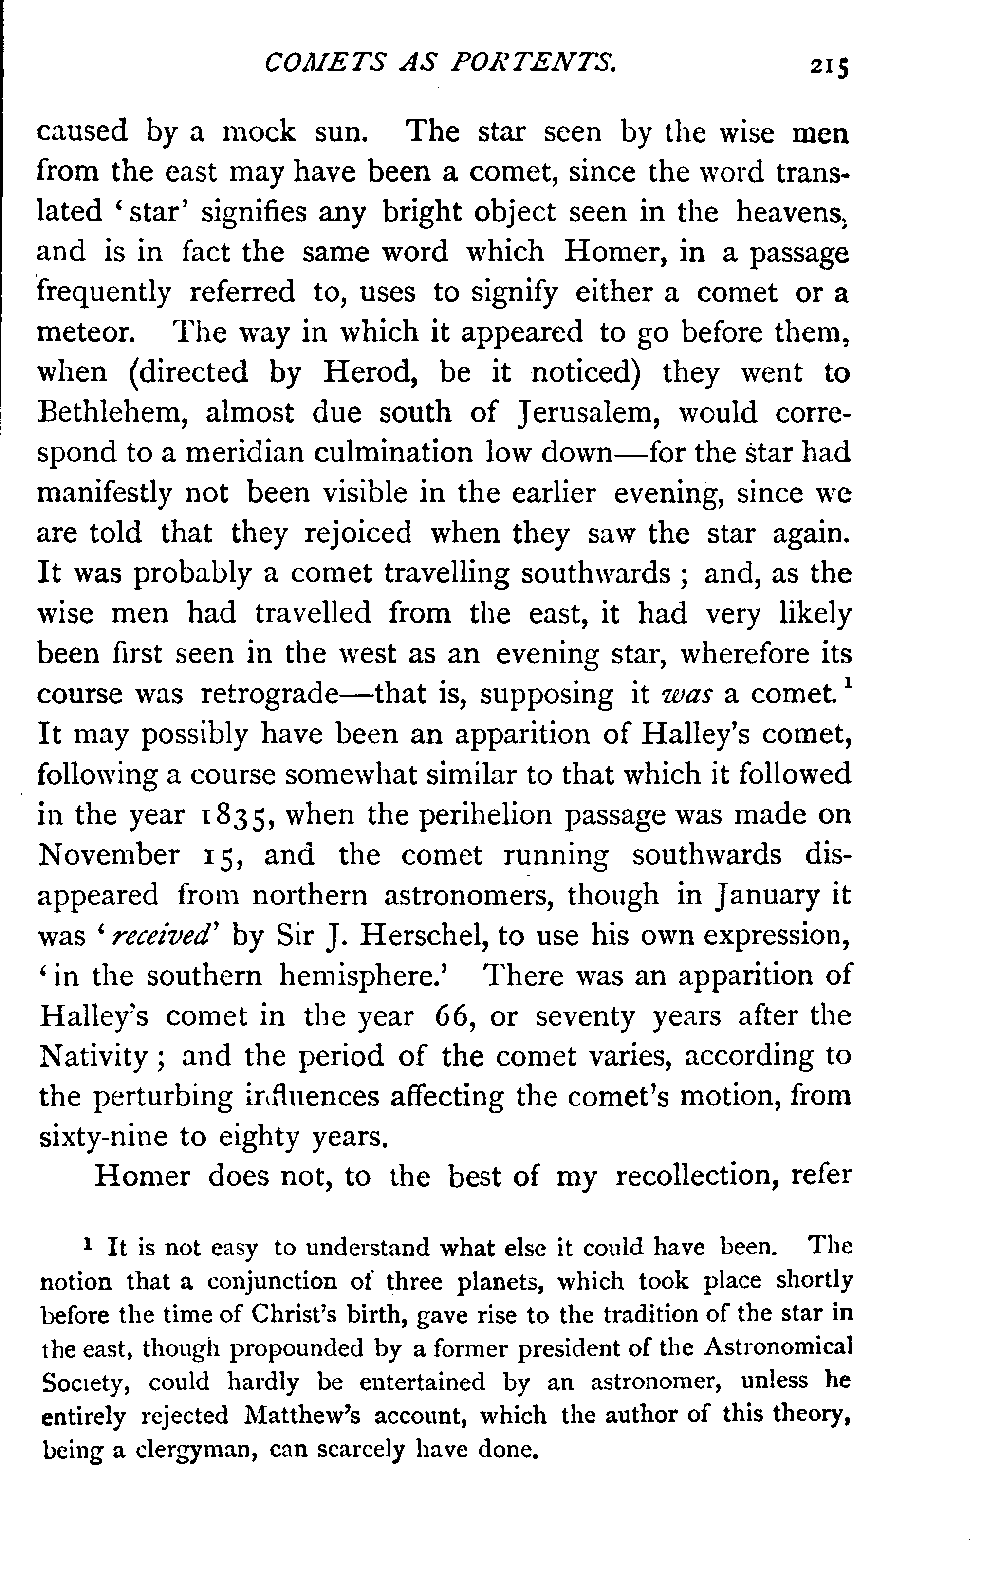 COMETS AS PORTENTS. 215
caused by a mock sun. The star seen by the wise men
from the east may have been a comet, since the word trans-
lated ‘star’ signifies any bright object seen in the heavens,
and is in fact the same word which Homer, in a passage
frequently referred to, uses to signify either a comet or a
meteor. The way in which it appeared to go before them,
when (directed by Herod, be it noticed) they went to
Bethlehem, almost due south of Jerusalem, would corre-
spond to a meridian culmination low down—for the star had
manifestly not been visible in the earlier evening, since we
are told that they rejoiced when they saw the star again.
It was probably a comet travelling southwards ; and, as the
wise men had travelled from the east, it had very likely
been first seen in the west as an evening star, wherefore its
course was retrograde—that is, supposing it was a comet.¹
It may possibly have been an apparition of Halley's comet,
following a course somewhat similar to that which it followed
in the year 1835, when the perihelion passage was made on
November 15, and the comet running southwards dis-
appeared from northern astronomers, though in January it
was ‘received’ by Sir J. Herschel, to use his own expression,
‘in the southern hemisphere.’ There was an apparition of
Halley's comet in the year 66, or seventy years after the
Nativity ; and the period of the comet varies, according to
the perturbing influences affecting the comet's motion, from
sixty-nine to eighty years.
Homer does not, to the best of my recollection, refer
¹ It is not easy to understand what else it could have been. The
notion that a conjunction of three planets, which took place shortly
before the time of Christ's birth, gave rise to the tradition of the star in
the east, though propounded by a former president of the Astronomical
Society, could hardly be entertained by an astronomer, unless he
entirely rejected Matthew's account, which the author of this theory,
being a clergyman, can scarcely have done.